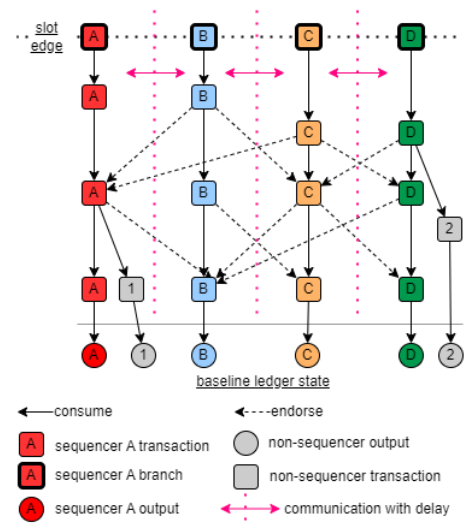 slot
edge
A B C D
A B
C D
A B C D
2
A 1 B C D
A 1 B C D 2
baseline ledger state
consume endorse
A sequencer A transaction non-sequencer output
A sequencer A branch non-sequencer transaction
A sequencer A output communication with delay